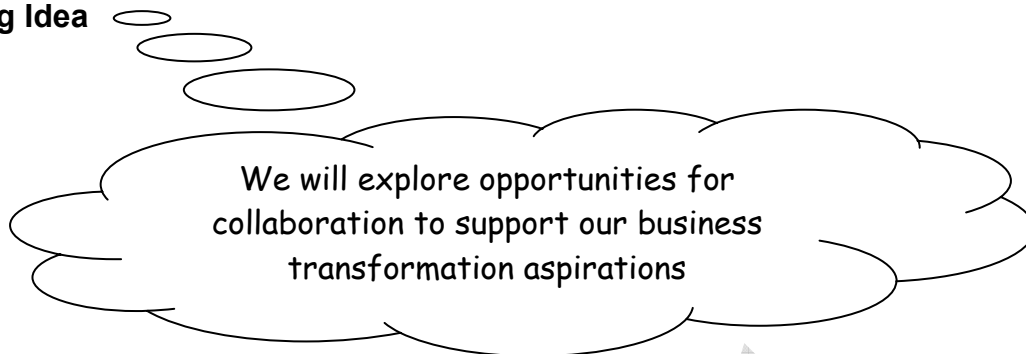 g Idea
We will explore opportunities for
collaboration to support our business
transformation aspirations